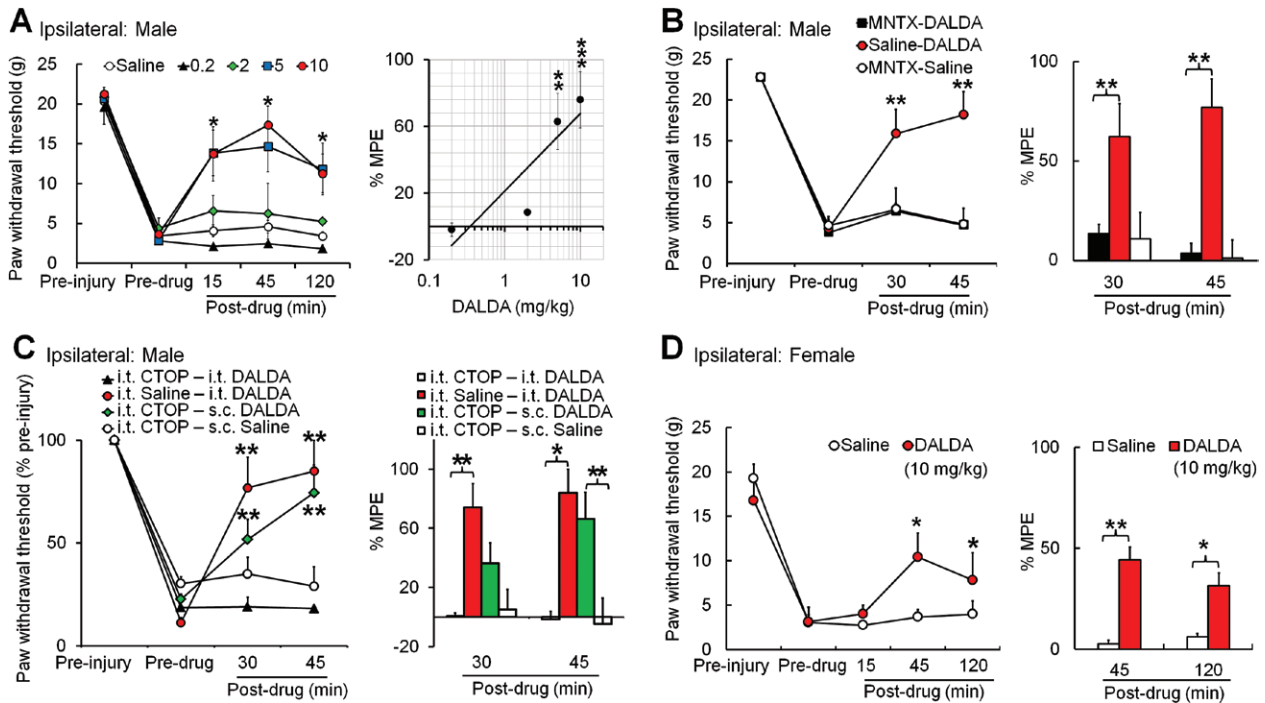 A Ipsilateral: Male
Saline 0.2 2 5 10
Paw withdrawal threshold (g)
25
20
15
10
5
0
* * *
Pre-injury Pre-drug 15 45 120
Post-drug (min)
% MPE
100
60
20
-20
** ***
0.1 1 10
DALDA (mg/kg)
B Ipsilateral: Male
MNTX-DALDA
Saline-DALDA
MNTX-Saline
Paw withdrawal threshold (g)
25
20
15
10
5
0
** **
Pre-injury Pre-drug 30 45
Post-drug (min)
% MPE
100
50
0
** **
30 45
Post-drug (min)
C Ipsilateral: Male
i.t. CTOP – i.t. DALDA
i.t. Saline – i.t. DALDA
i.t. CTOP – s.c. DALDA
i.t. CTOP – s.c. Saline
Paw withdrawal threshold (% pre-injury)
100
50
0
** **
** **
Pre-injury Pre-drug 30 45
Post-drug (min)
i.t. CTOP – i.t. DALDA
i.t. Saline – i.t. DALDA
i.t. CTOP – s.c. DALDA
i.t. CTOP – s.c. Saline
% MPE
100
60
20
-20
** * **
30 45
Post-drug (min)
D Ipsilateral: Female
Saline DALDA
(10 mg/kg)
Paw withdrawal threshold (g)
25
20
15
10
5
0
* *
Pre-injury Pre-drug 15 45 120
Post-drug (min)
Saline DALDA
(10 mg/kg)
% MPE
100
50
0
** *
45 120
Post-drug (min)